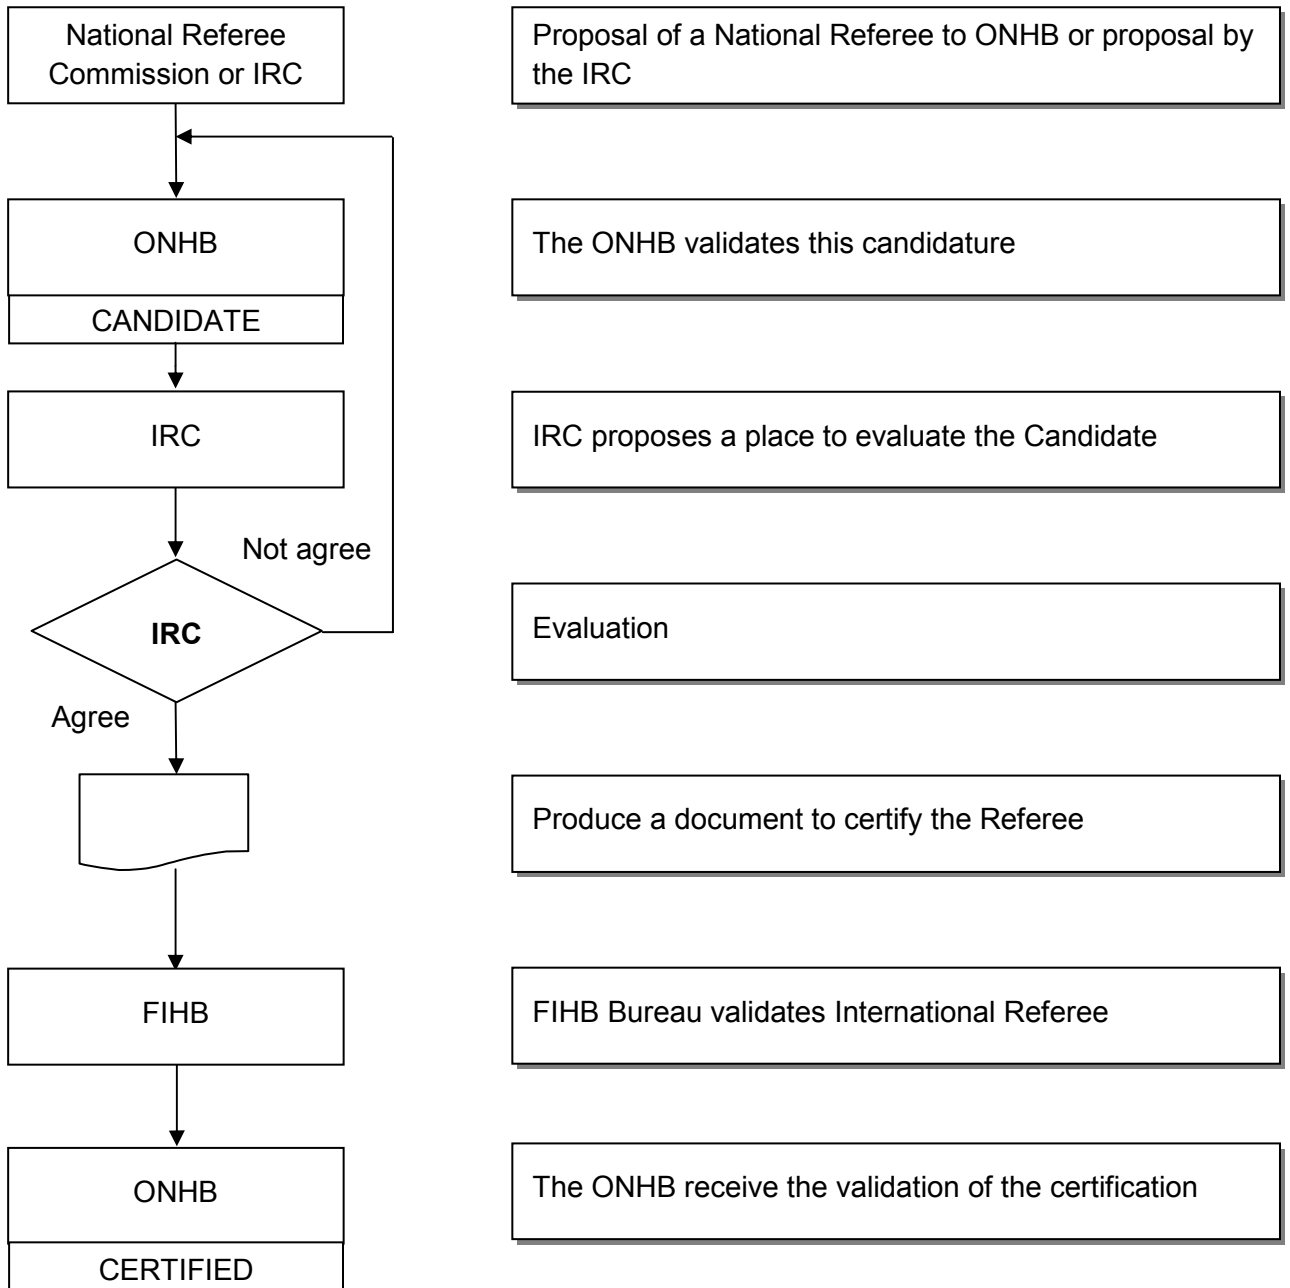 National Referee
Commission or IRC
Proposal of a National Referee to ONHB or proposal by
the IRC
ONHB
CANDIDATE
The ONHB validates this candidature
IRC
IRC proposes a place to evaluate the Candidate
Not agree
IRC
Evaluation
Agree
Produce a document to certify the Referee
FIHB
FIHB Bureau validates International Referee
ONHB
CERTIFIED
The ONHB receive the validation of the certification